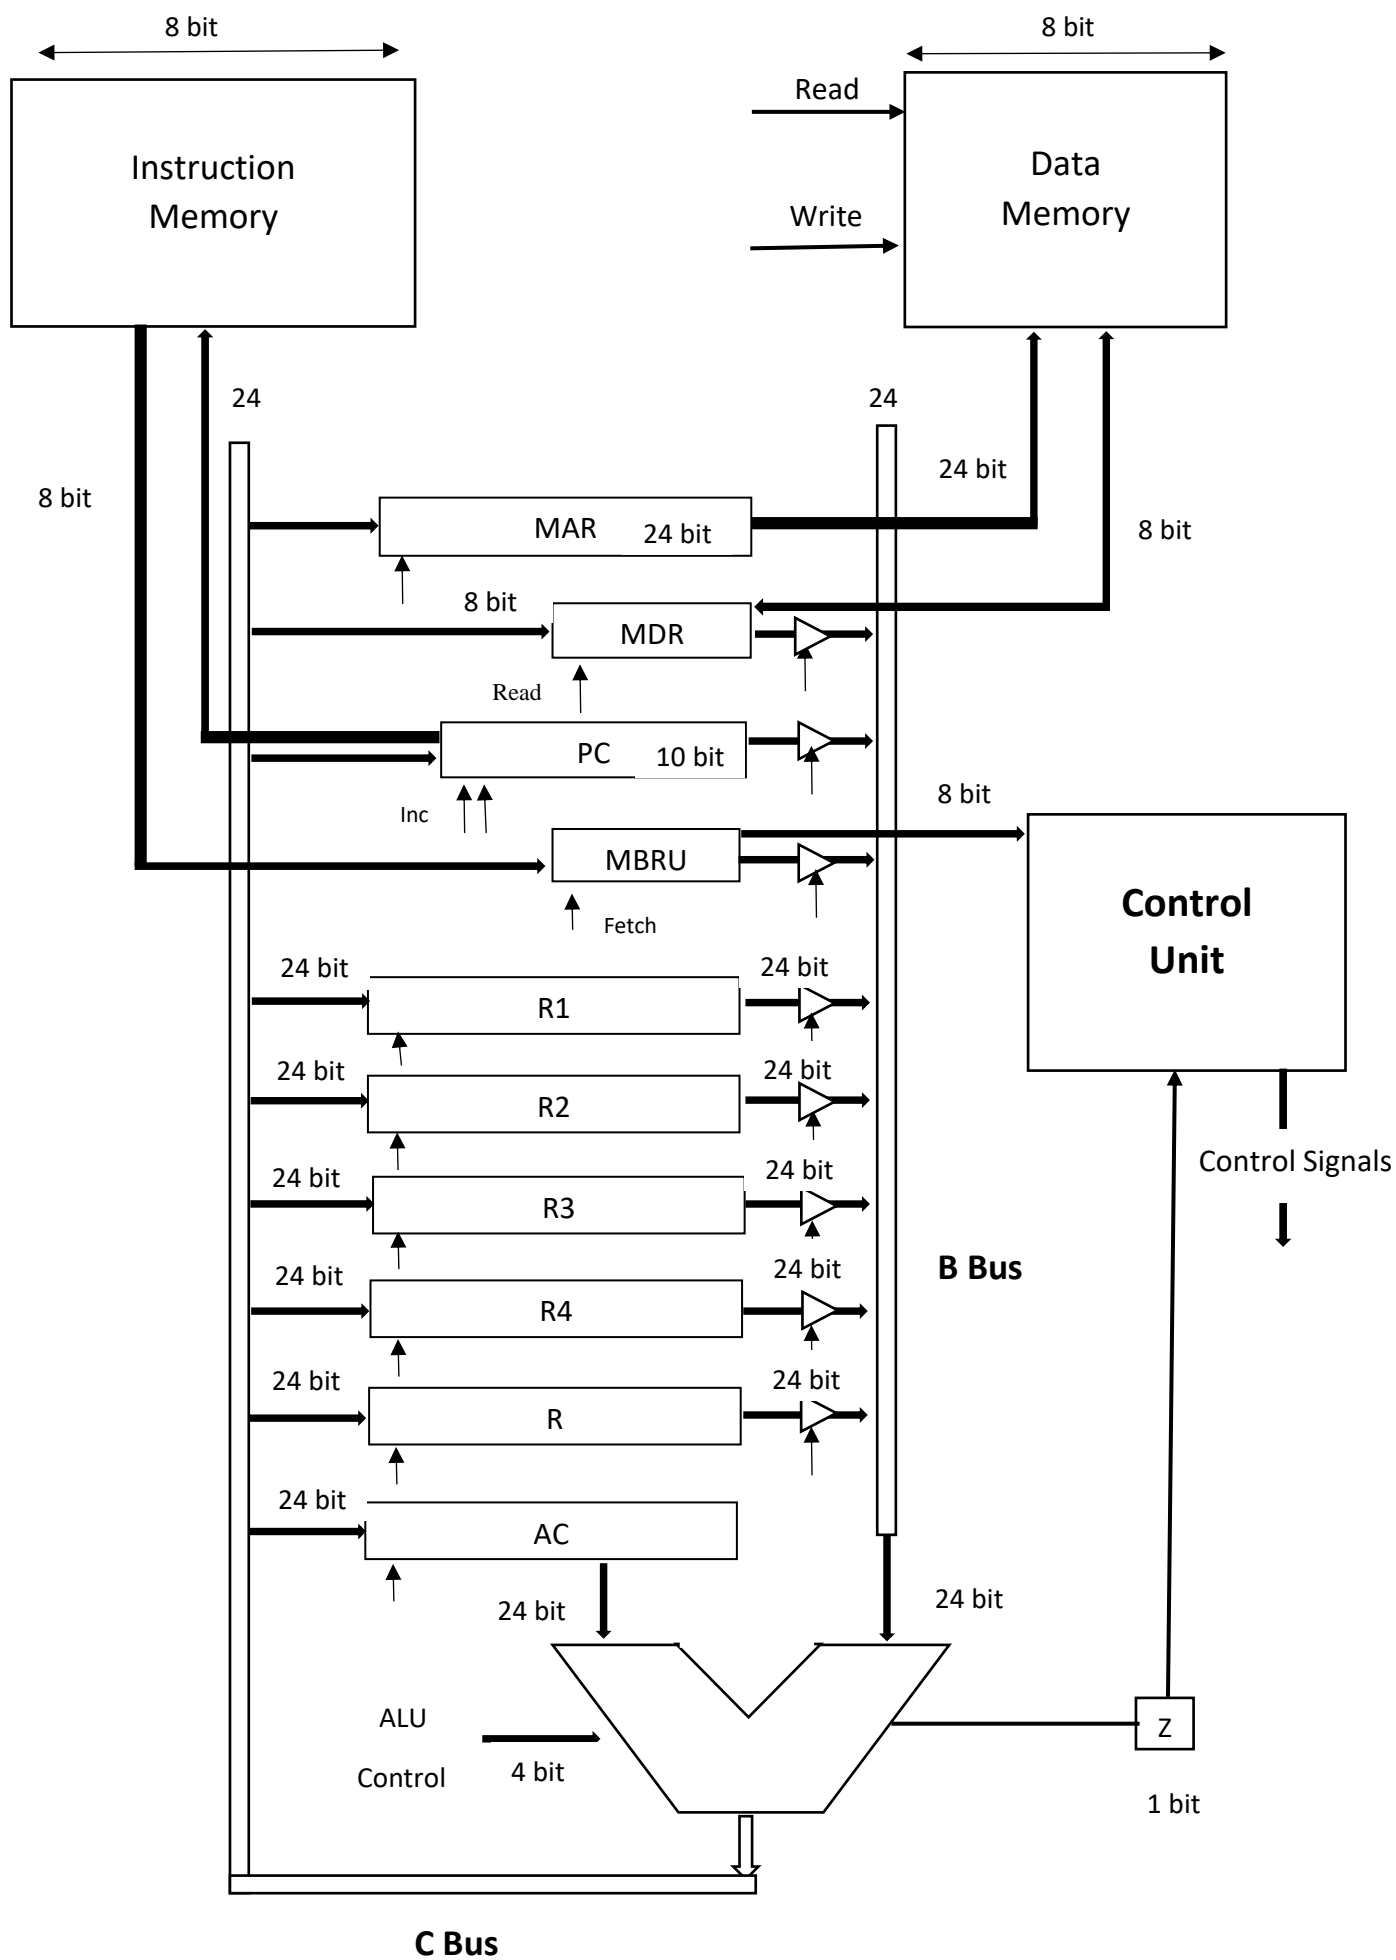 8 bit
8 bit
Read
Instruction
Memory
Data
Memory
Write
24
24
24 bit
8 bit
MAR
24 bit
8 bit
8 bit
MDR
Read
PC
10 bit
Inc
8 bit
MBRU
Fetch
Control
Unit
24 bit
24 bit
R1
24 bit
24 bit
R2
Control Signals
24 bit
24 bit
R3
B Bus
24 bit
24 bit
R4
24 bit
24 bit
R
24 bit
AC
24 bit
24 bit
ALU
Control
4 bit
Z
1 bit
C Bus